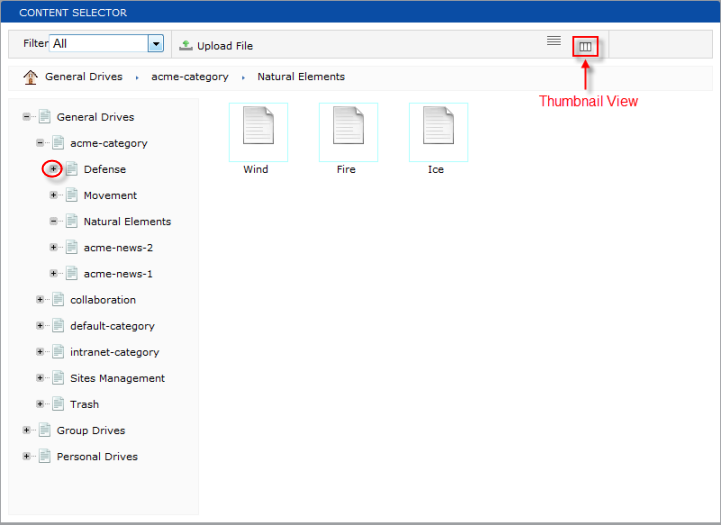 CONTENT SELECTOR
Filter All Upload File
Thumbnail View
General Drives acme-category Natural Elements
General Drives
acme-category
Defense
Movement
Natural Elements
acme-news-2
acme-news-1
collaboration
default-category
intranet-category
Sites Management
Trash
Group Drives
Personal Drives
Wind Fire Ice